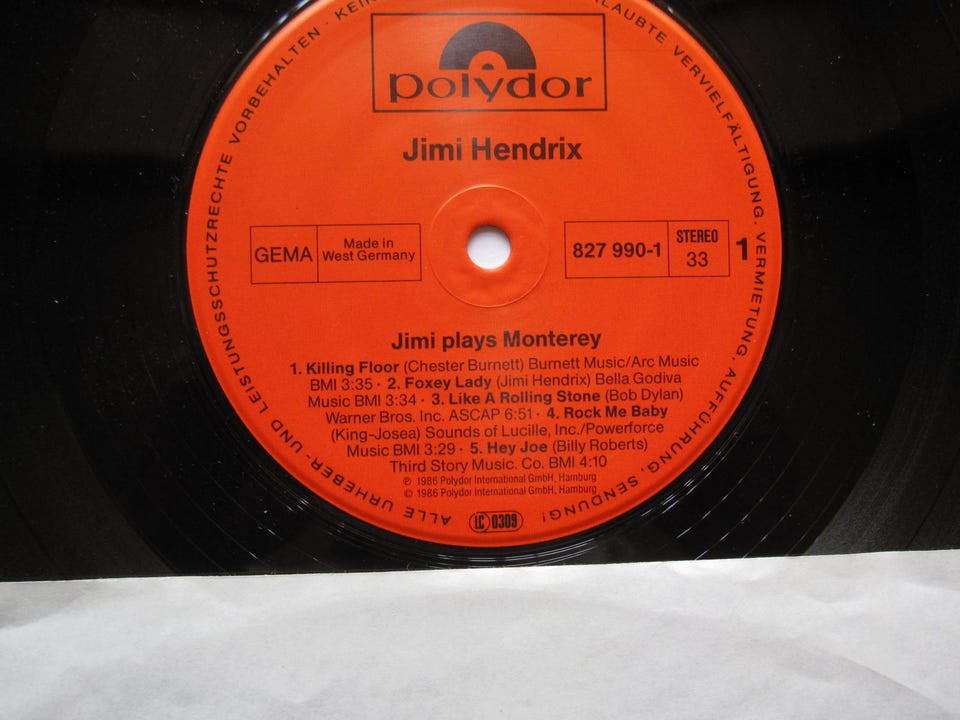 polydor
Jimi Hendrix
GEMA
Made in
West Germany
827 990-1
STEREO
33
1
Jimi plays Monterey
1. Killing Floor (Chester Burnett) Burnett Music/Arc Music
BMI 3:35 · 2. Foxey Lady (Jimi Hendrix) Bella Godiva
Music BMI 3:34 · 3. Like A Rolling Stone (Bob Dylan)
Warner Bros. Inc. ASCAP 6:51 · 4. Rock Me Baby
(King-Josea) Sounds of Lucille, Inc./Powerforce
Music BMI 3:29 · 5. Hey Joe (Billy Roberts)
Third Story Music. Co. BMI 4:10
℗ 1986 Polydor International GmbH, Hamburg
© 1986 Polydor International GmbH, Hamburg
LC 0309
ALLE URHEBER- UND LEISTUNGSSCHUTZRECHTE VORBEHALTEN · VERVIELFÄLTIGUNG, VERMIETUNG, AUFFÜHRUNG, SENDUNG!